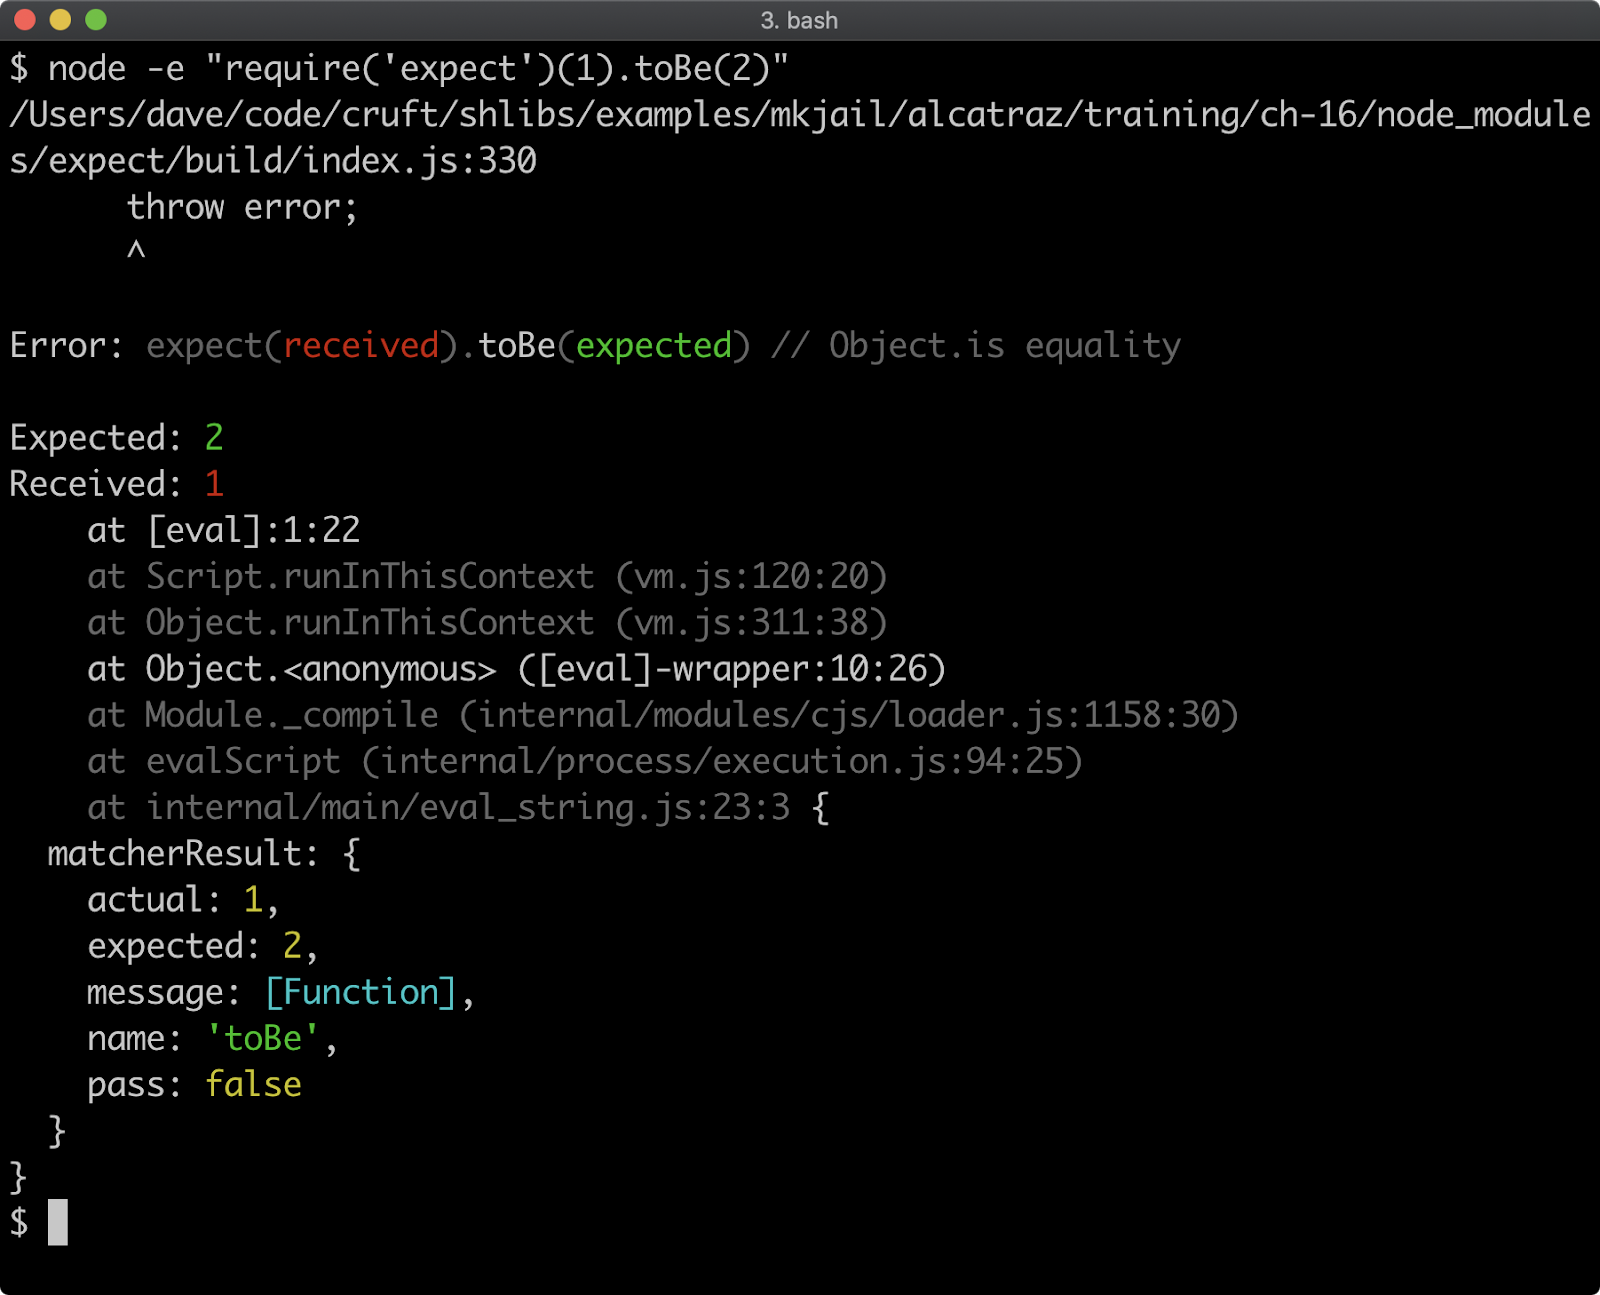 3. bash
$ node -e "require('expect')(1).toBe(2)"
/Users/dave/code/cruft/shlibs/examples/mkjail/alcatraz/training/ch-16/node_module
s/expect/build/index.js:330
      throw error;
      ^
Error: expect(received).toBe(expected) // Object.is equality
Expected: 2
Received: 1
    at [eval]:1:22
    at Script.runInThisContext (vm.js:120:20)
    at Object.runInThisContext (vm.js:311:38)
    at Object.<anonymous> ([eval]-wrapper:10:26)
    at Module._compile (internal/modules/cjs/loader.js:1158:30)
    at evalScript (internal/process/execution.js:94:25)
    at internal/main/eval_string.js:23:3 {
  matcherResult: {
    actual: 1,
    expected: 2,
    message: [Function],
    name: 'toBe',
    pass: false
  }
}
$